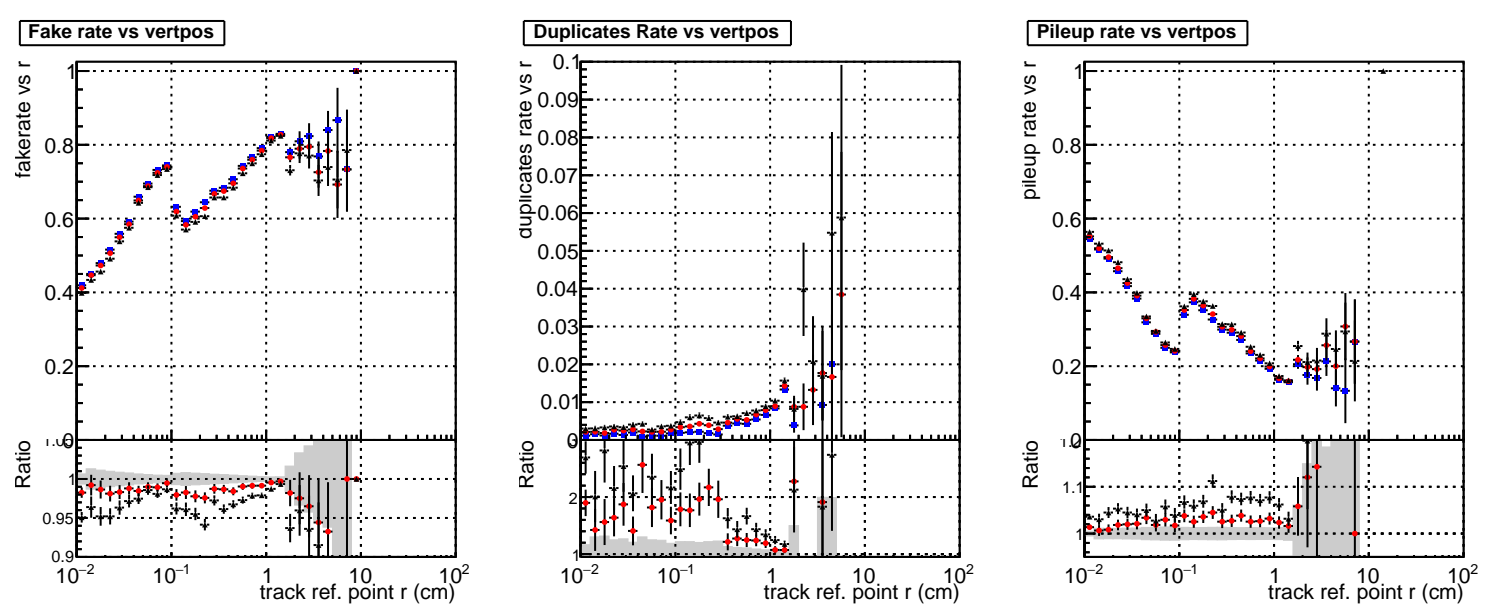 Fake rate vs vertpos
fakerate vs r
1
0.8
0.6
0.4
0.2
0
Ratio
1
0.95
0.9
10−2 10−1 1 10 102
track ref. point r (cm)
Duplicates Rate vs vertpos
duplicates rate vs r
0.1
0.09
0.08
0.07
0.06
0.05
0.04
0.03
0.02
0.01
0
Ratio
2
1
10−2 10−1 1 10 102
track ref. point r (cm)
Pileup rate vs vertpos
pileup rate vs r
1
0.8
0.6
0.4
0.2
0
Ratio
1.1
1
10−2 10−1 1 10 102
track ref. point r (cm)